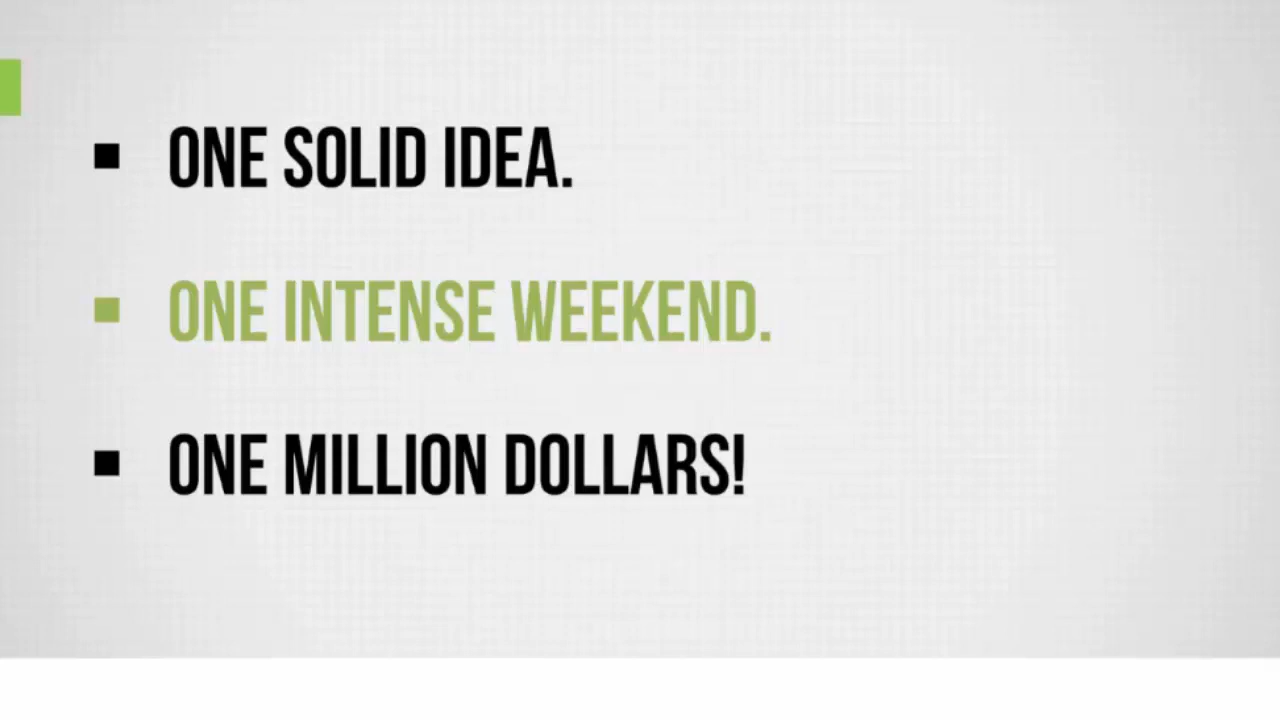 ONE SOLID IDEA.
ONE INTENSE WEEKEND.
ONE MILLION DOLLARS!